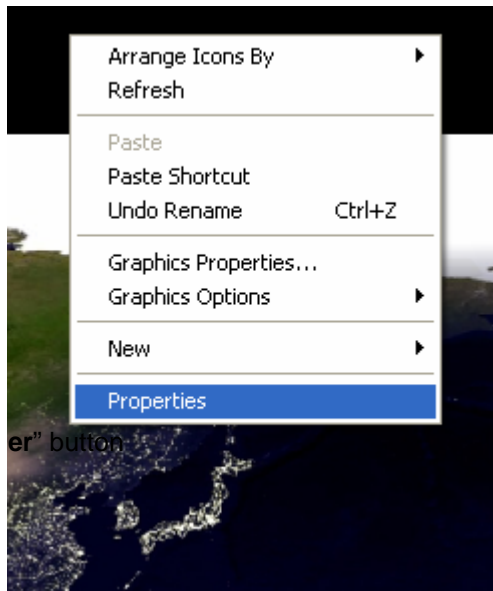 Arrange Icons By
Refresh
Paste
Paste Shortcut
Undo Rename Ctrl+Z
Graphics Properties...
Graphics Options
New
Properties
er” button